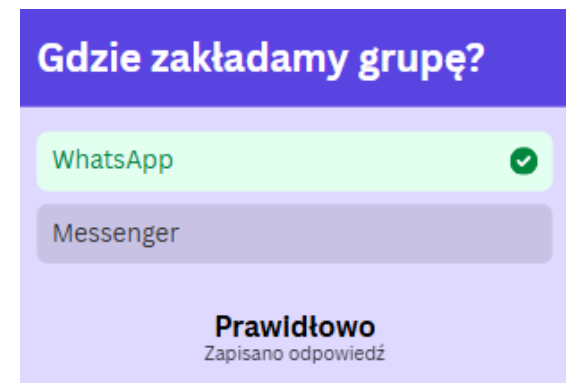 Gdzie zakładamy grupę?
WhatsApp
Messenger
Prawidłowo
Zapisano odpowiedź